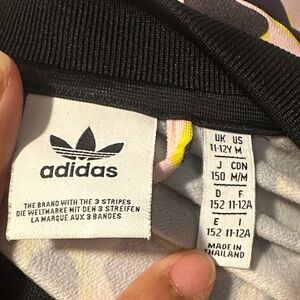 adidas
THE BRAND WITH THE 3 STRIPES
DIE WELTMARKE MIT DEN 3 STREIFEN
LA MARQUE AUX 3 BANDES
UK US
11-12Y M
J CDN
150 M/M
D F
152 11-12A
E I
152 11-12A
MADE IN
THAILAND